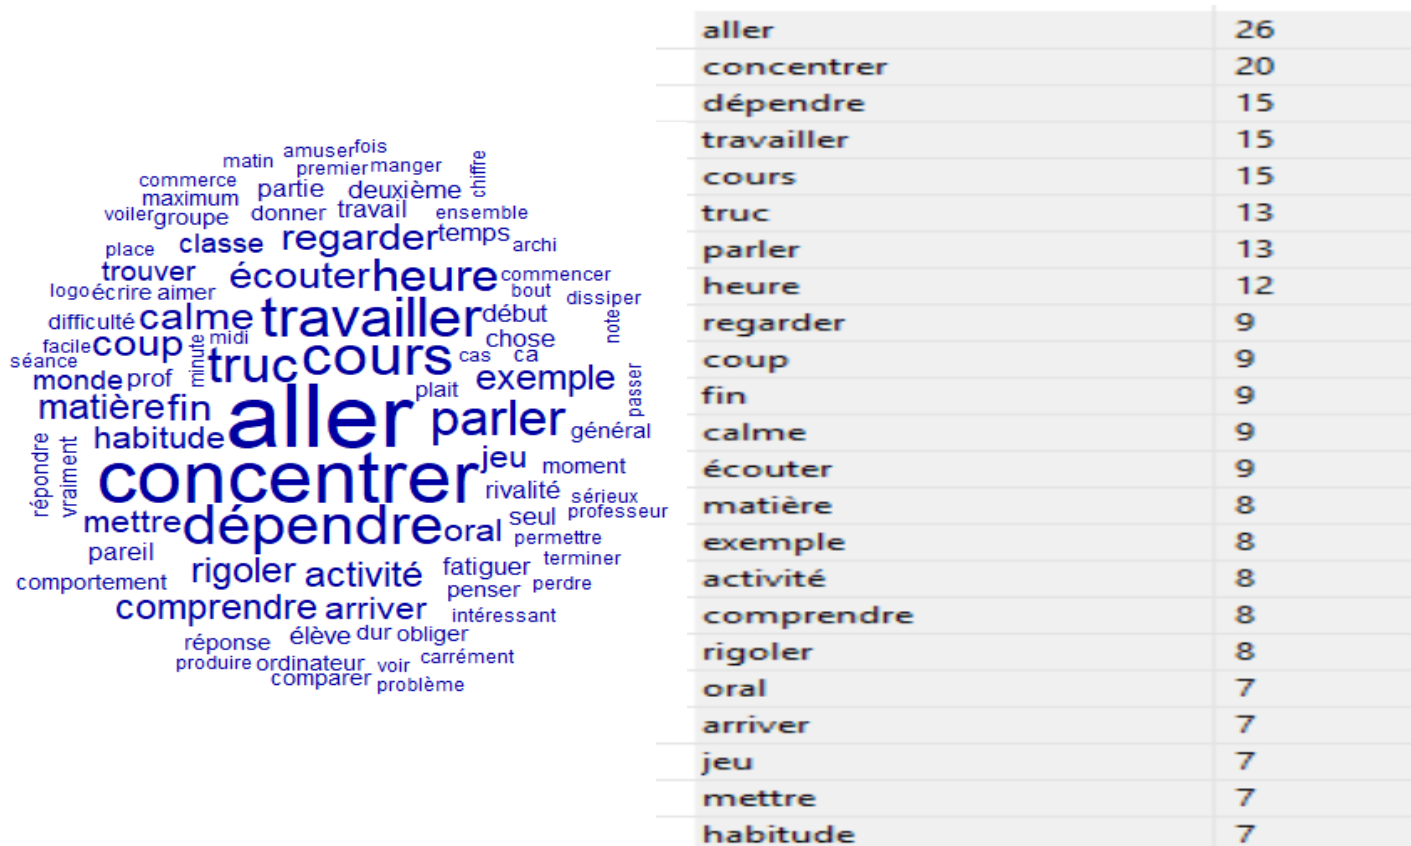 amuser fois
matin premier manger chiffre
commerce partie deuxième
maximum
voiler groupe donner travail ensemble
place classe regarder temps archi
trouver écouter heure commencer
logo écrire aimer bout dissiper
difficulté calme travailler début note
facile coup minute midi truc cours chose
séance cas ca
monde prof plait exemple passer
matière fin aller parler général
répondre vraiment habitude
concentrer jeu moment
rivalité sérieux
mettre dépendre oral seul professeur
permettre
pareil rigoler activité fatiguer terminer
comportement penser perdre
comprendre arriver intéressant
réponse élève dur obliger
produire ordinateur voir carrément
comparer problème
aller 26
concentrer 20
dépendre 15
travailler 15
cours 15
truc 13
parler 13
heure 12
regarder 9
coup 9
fin 9
calme 9
écouter 9
matière 8
exemple 8
activité 8
comprendre 8
rigoler 8
oral 7
arriver 7
jeu 7
mettre 7
habitude 7